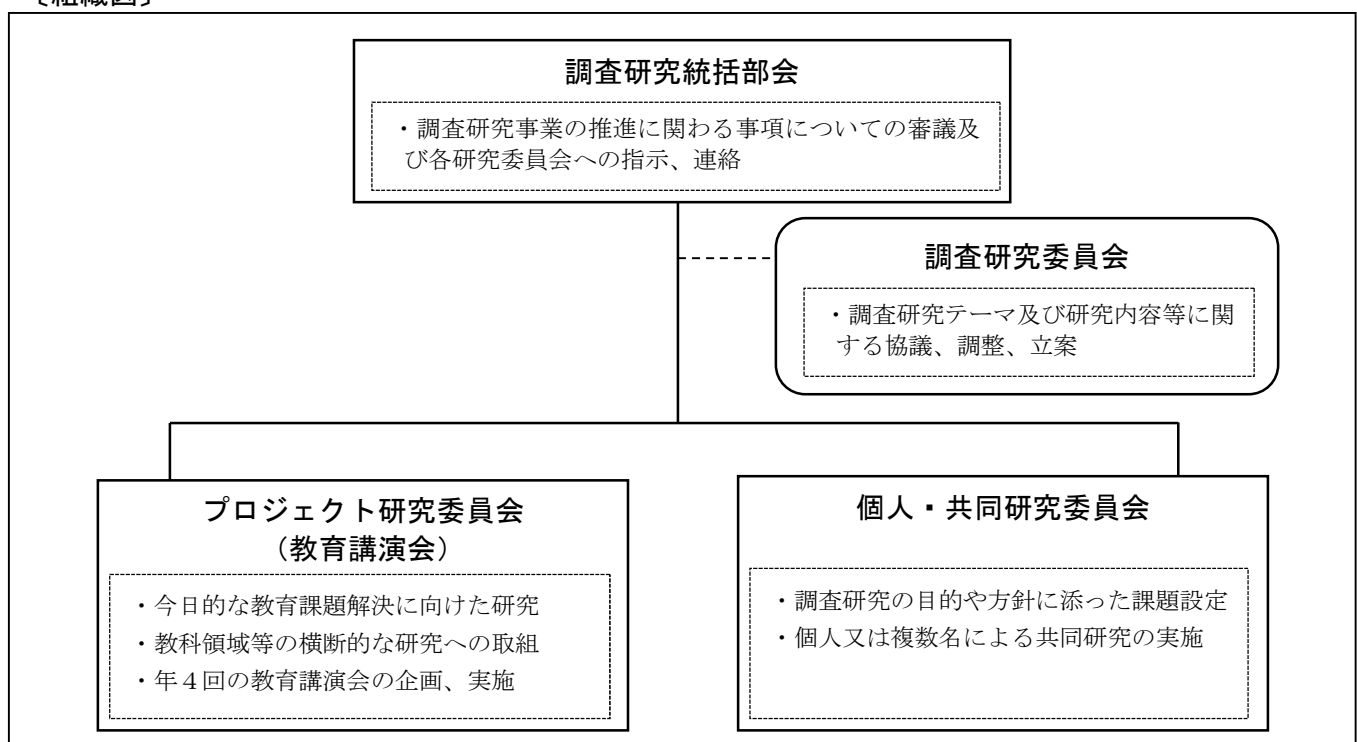 〔組織図〕
調査研究統括部会
・調査研究事業の推進に関わる事項についての審議及
び各研究委員会への指示、連絡
調査研究委員会
・調査研究テーマ及び研究内容等に関
する協議、調整、立案
プロジェクト研究委員会
（教育講演会）
・今日的な教育課題解決に向けた研究
・教科領域等の横断的な研究への取組
・年４回の教育講演会の企画、実施
個人・共同研究委員会
・調査研究の目的や方針に添った課題設定
・個人又は複数名による共同研究の実施